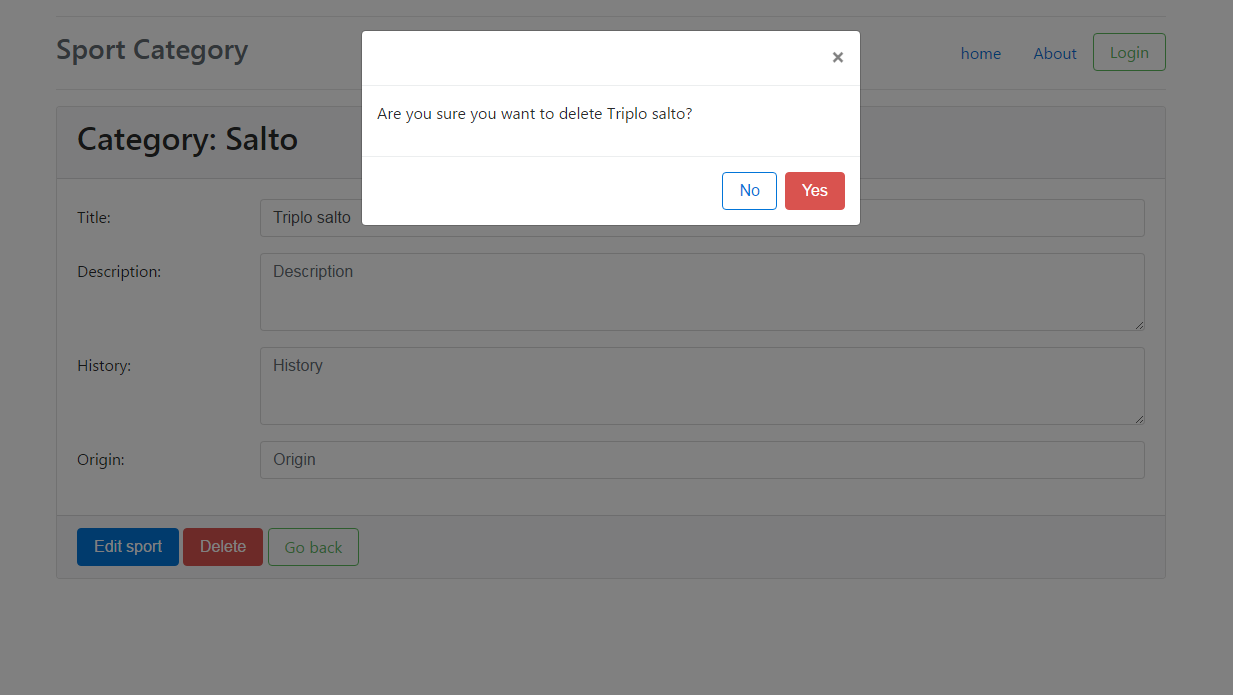 Sport Category
home About Login
×
Are you sure you want to delete Triplo salto?
No Yes
Category: Salto
Title: Triplo salto
Description: Description
History: History
Origin: Origin
Edit sport Delete Go back